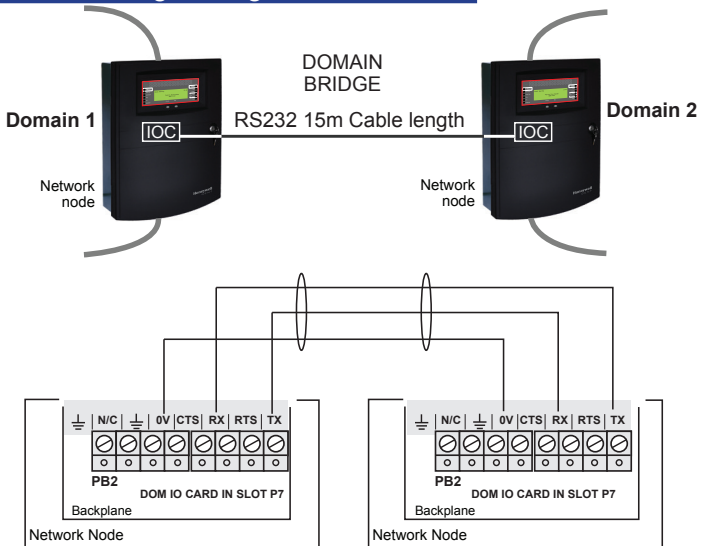 DOMAIN
BRIDGE
Domain 1
Domain 2
IOC
RS232 15m Cable length
IOC
Network
node
Network
node
N/C 0V CTS RX RTS TX
N/C 0V CTS RX RTS TX
PB2
DOM IO CARD IN SLOT P7
Backplane
Network Node
PB2
DOM IO CARD IN SLOT P7
Backplane
Network Node